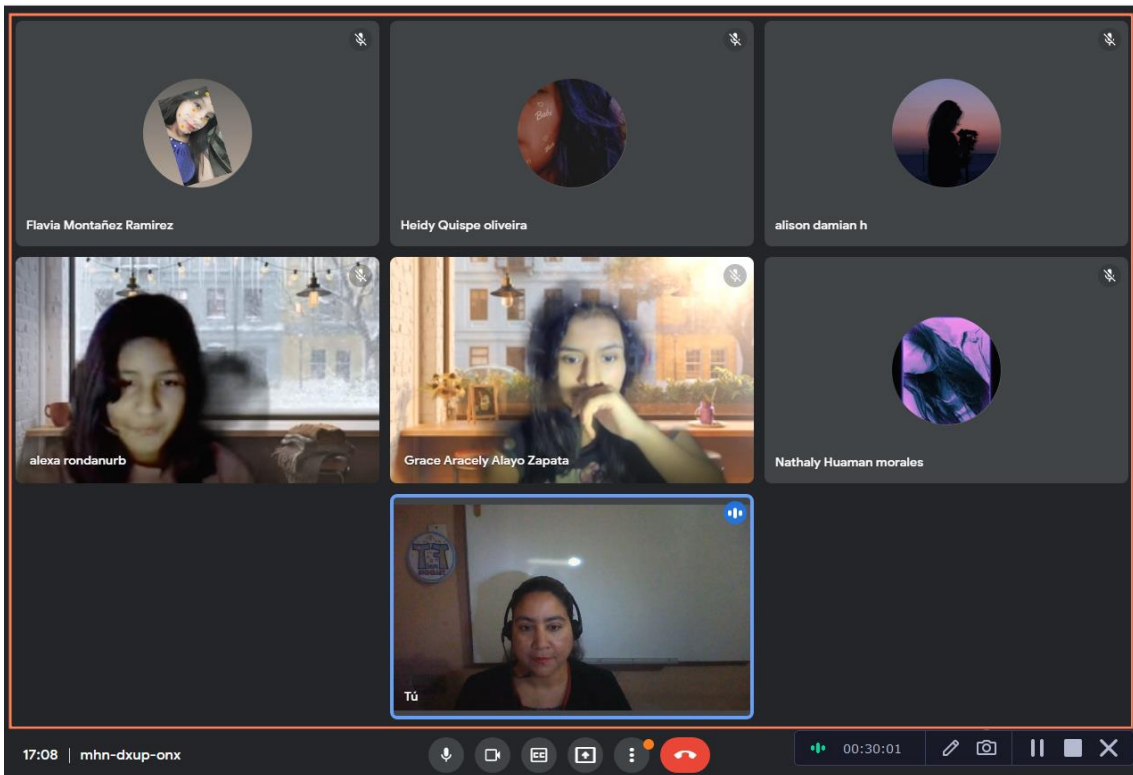 Flavia Montañez Ramirez
Heidy Quispe oliveira
alison damian h
alexa rondanurb
Grace Aracely Alayo Zapata
Nathaly Huaman morales
Tú
17:08 | mhn-dxup-onx
CC
00:30:01